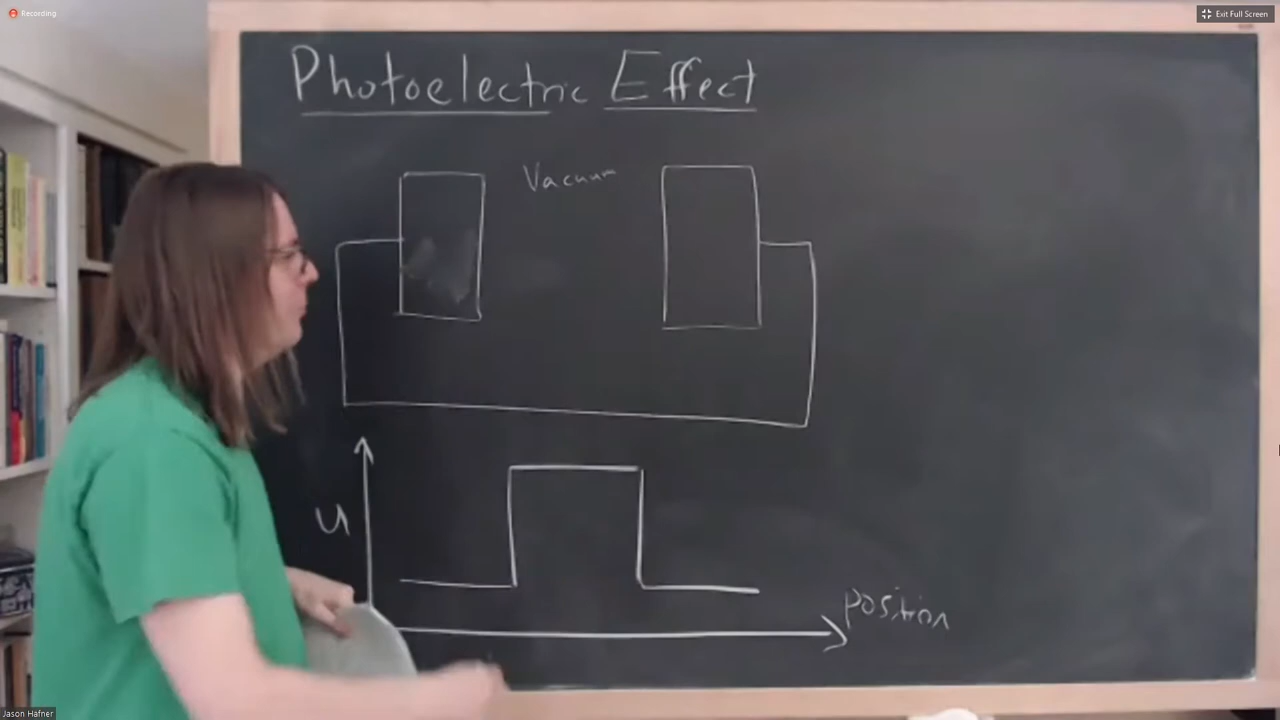 Recording
Exit Full Screen
Photoelectric Effect
Vacuum
U
position
Jason Hafner